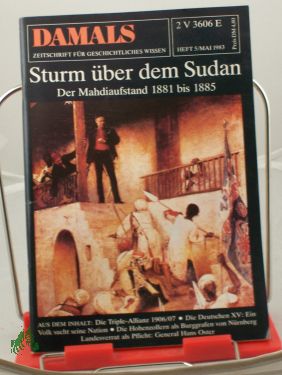 DAMALS
ZEITSCHRIFT FÜR GESCHICHTLICHES WISSEN
2 V 3606 E
HEFT 5/MAI 1983
Sturm über dem Sudan
Der Mahdiaufstand 1881 bis 1885
AUS DEM INHALT: Die Triple-Allianz 1906/07 • Die Deutschen XV: Ein
Volk sucht seine Nation • Die Hohenzollern als Burggrafen von Nürnberg
Landesverrat als Pflicht: General Hans Oster